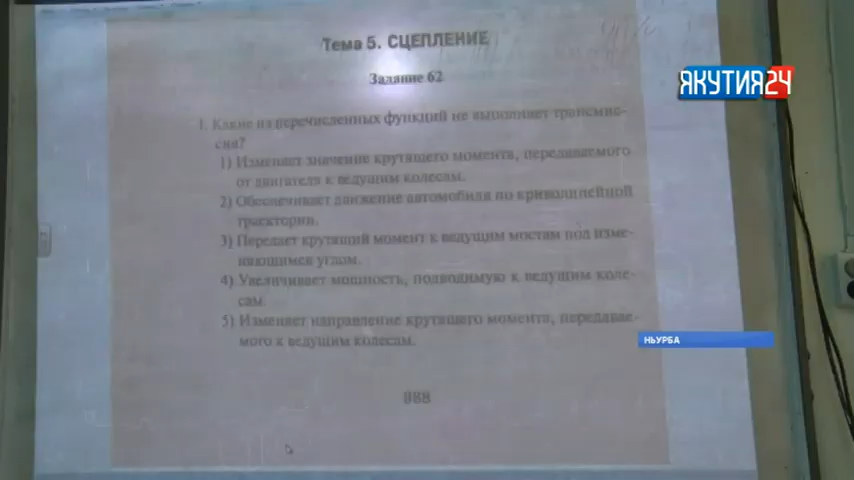 Тема 5. СЦЕПЛЕНИЕ
Задание 62
ЯКУТИЯ24
1. Какие из перечисленных функций не выполняет трансмис-
сия?
1) Изменяет значение крутящего момента, передаваемого
от двигателя к ведущим колесам.
2) Обеспечивает движение автомобиля по криволинейной
траектории.
3) Передает крутящий момент к ведущим мостам под изме-
няющимся углом.
4) Увеличивает мощность, подводимую к ведущим коле-
сам.
5) Изменяет направление крутящего момента, передавае-
мого к ведущим колесам.
НЬУРБА